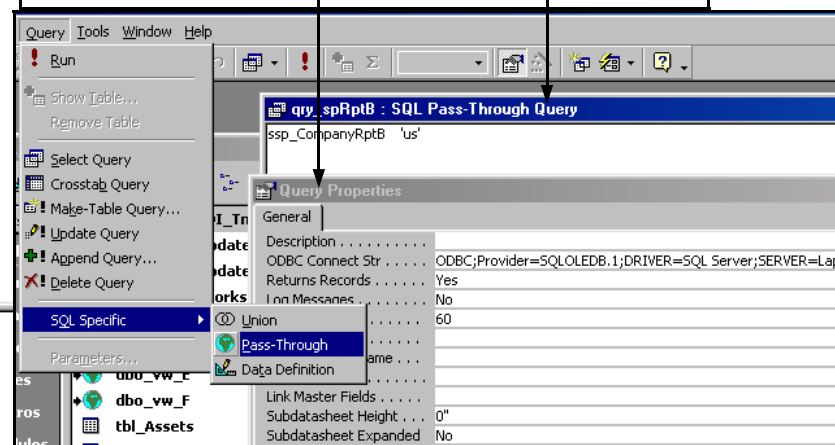 Query Tools Window Help
Run
Show Table...
Remove Table
qry_spRptB : SQL Pass-Through Query
ssp_CompanyRptB 'us'
Select Query
Crosstab Query
Make-Table Query...
Update Query
Append Query...
Delete Query
SQL Specific
Parameters...
Union
Pass-Through
Data Definition
Query Properties
General
Description . . . . . . . . . .
ODBC Connect Str . . . . . ODBC;Provider=SQLOLEDB.1;DRIVER=SQL Server;SERVER=Lap
Returns Records . . . . . . Yes
Log Messages . . . . . . . No
60
Link Master Fields . . . . .
Subdatasheet Height . . . 0"
Subdatasheet Expanded No
dbo_vw_E
dbo_vw_F
tbl_Assets